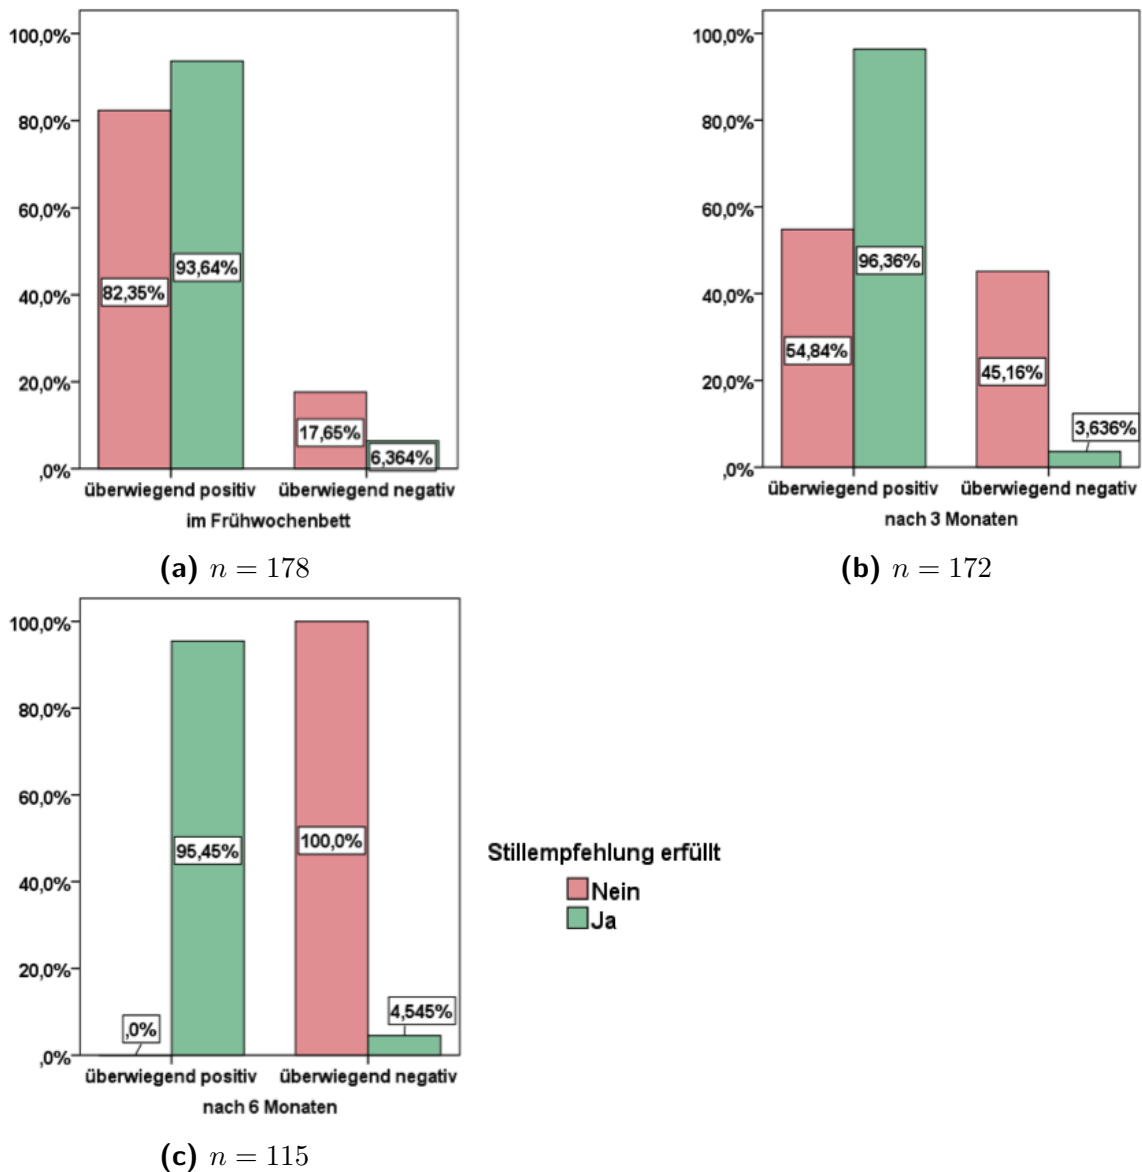 100,0%
80,0%
60,0%
40,0%
20,0%
,0%
82,35%
93,64%
17,65%
6,364%
überwiegend positiv
überwiegend negativ
im Frühwochenbett
(a) n = 178
100,0%
80,0%
60,0%
40,0%
20,0%
,0%
54,84%
96,36%
45,16%
3,636%
überwiegend positiv
überwiegend negativ
nach 3 Monaten
(b) n = 172
100,0%
80,0%
60,0%
40,0%
20,0%
,0%
,0%
95,45%
100,0%
4,545%
überwiegend positiv
überwiegend negativ
nach 6 Monaten
(c) n = 115
Stillempfehlung erfüllt
Nein
Ja